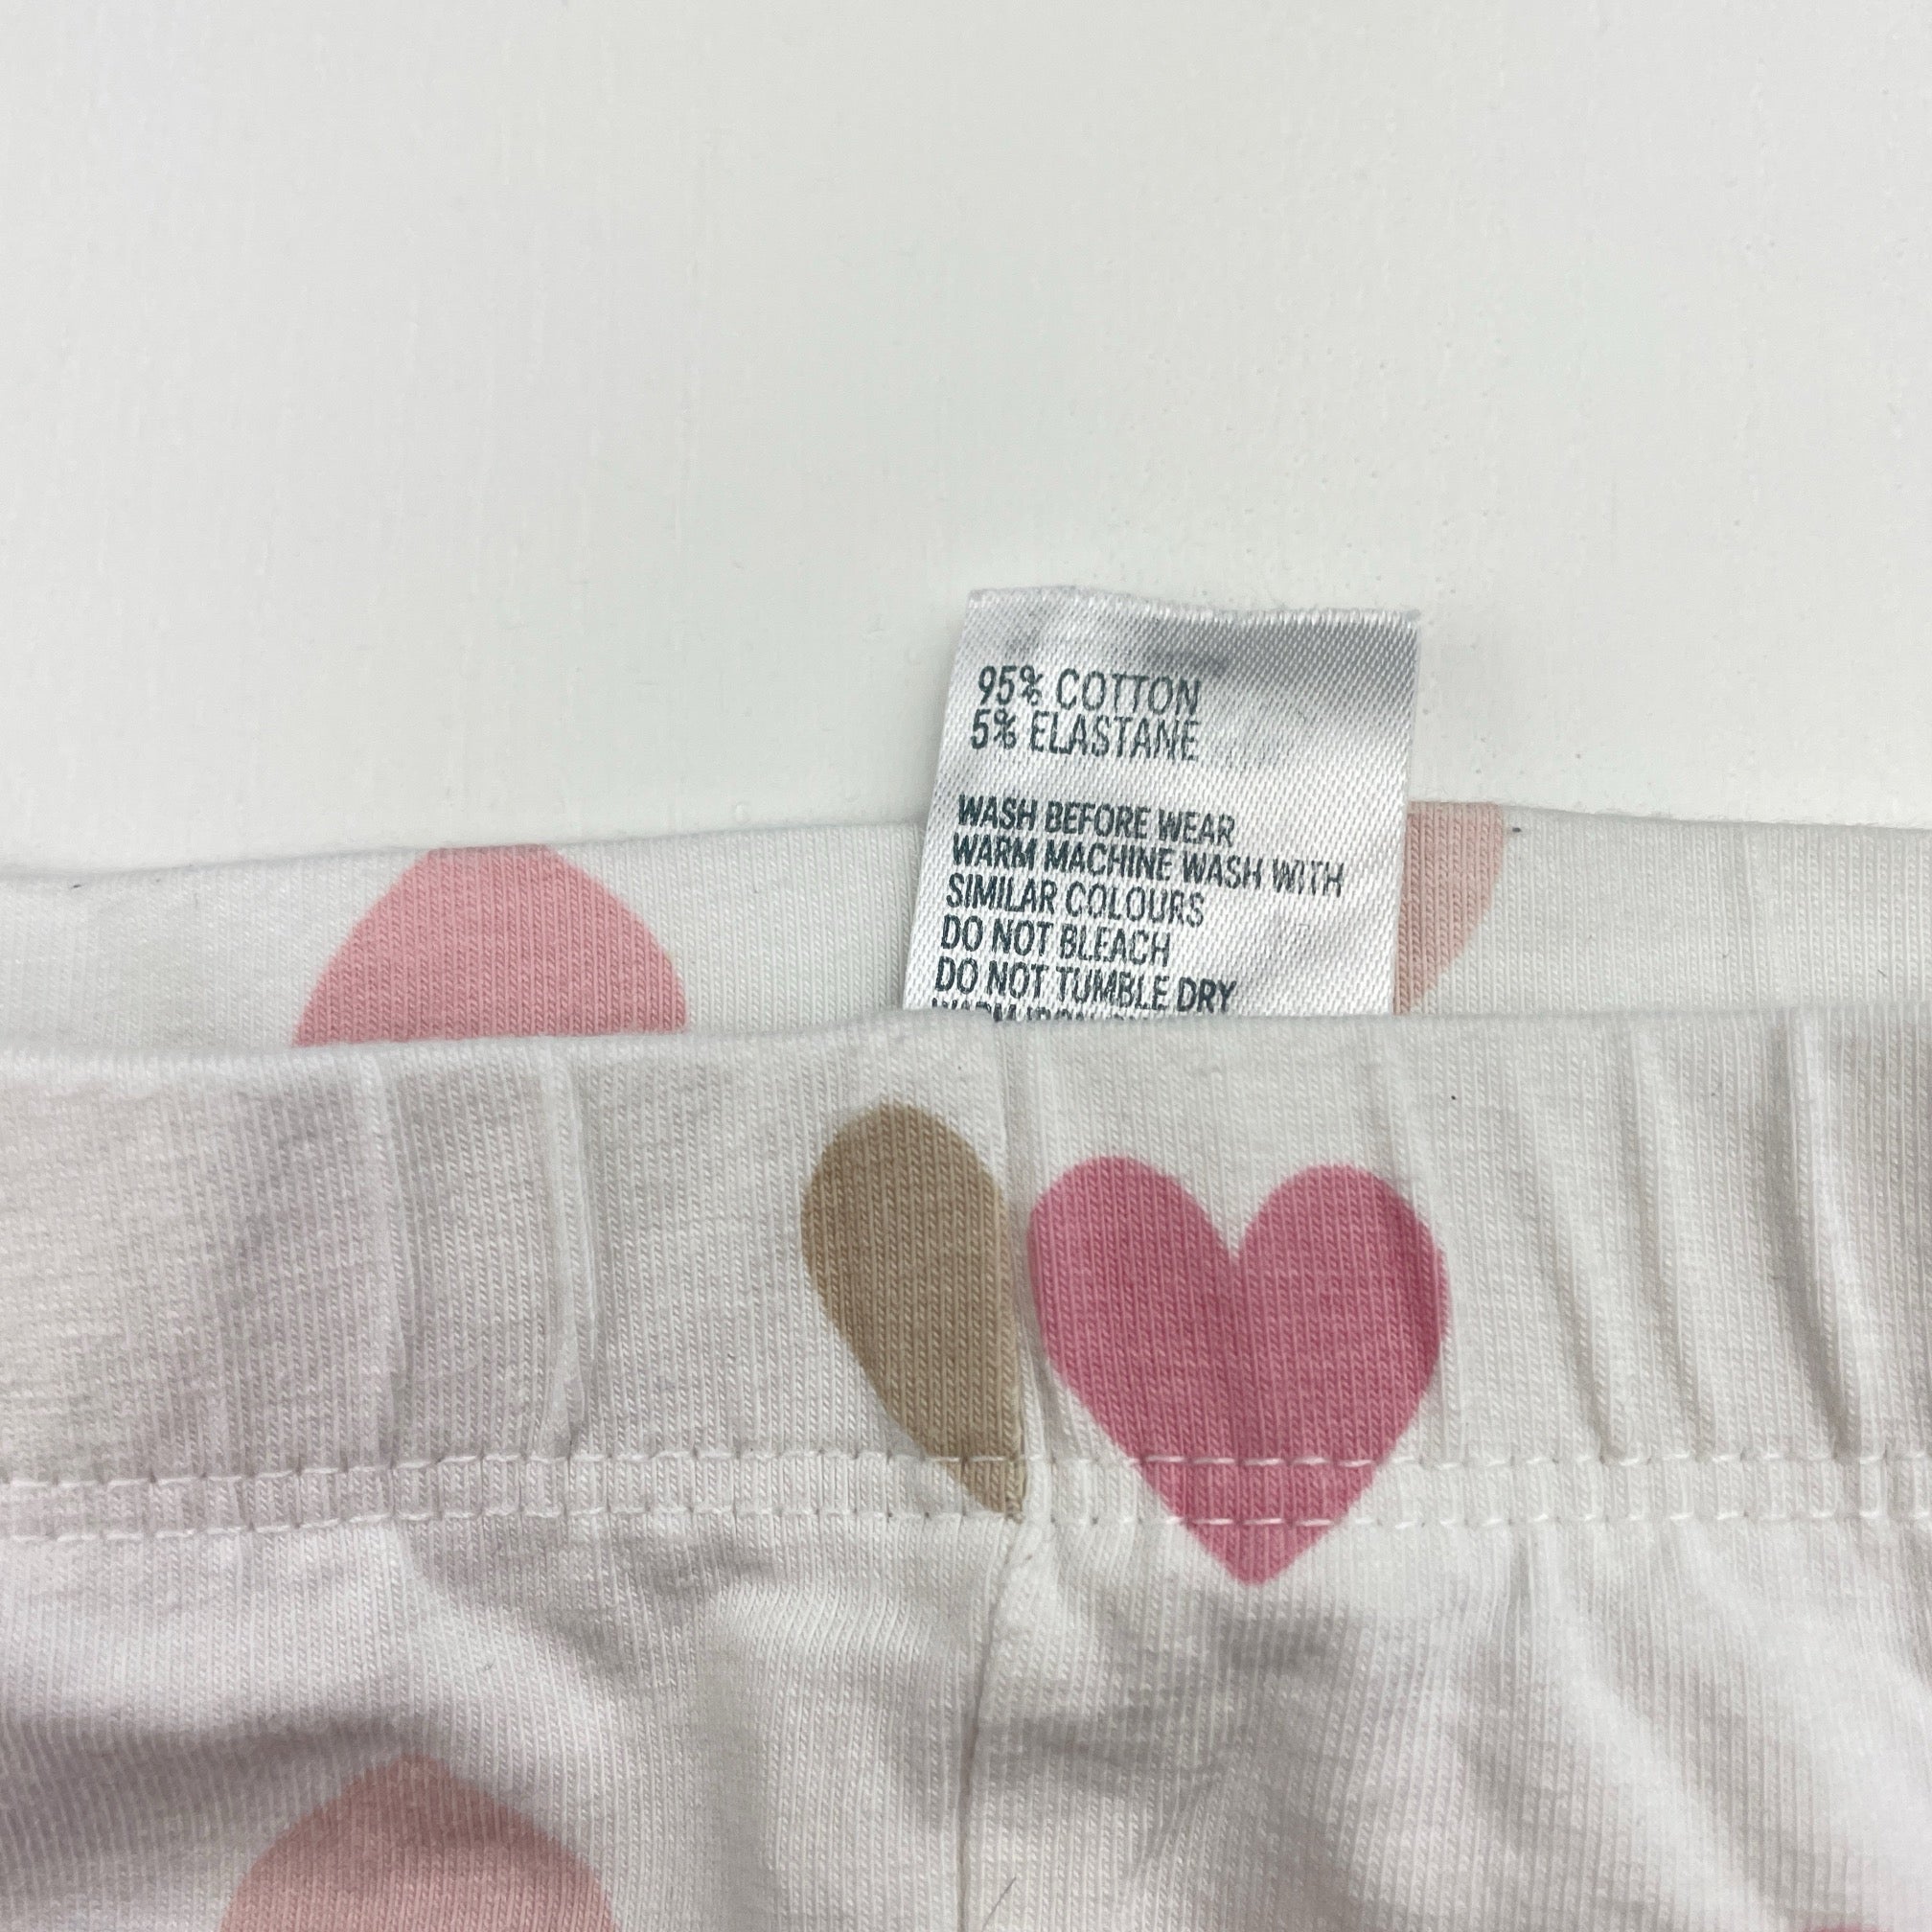 95% COTTON
5% ELASTANE
WASH BEFORE WEAR
WARM MACHINE WASH WITH
SIMILAR COLOURS
DO NOT BLEACH
DO NOT TUMBLE DRY